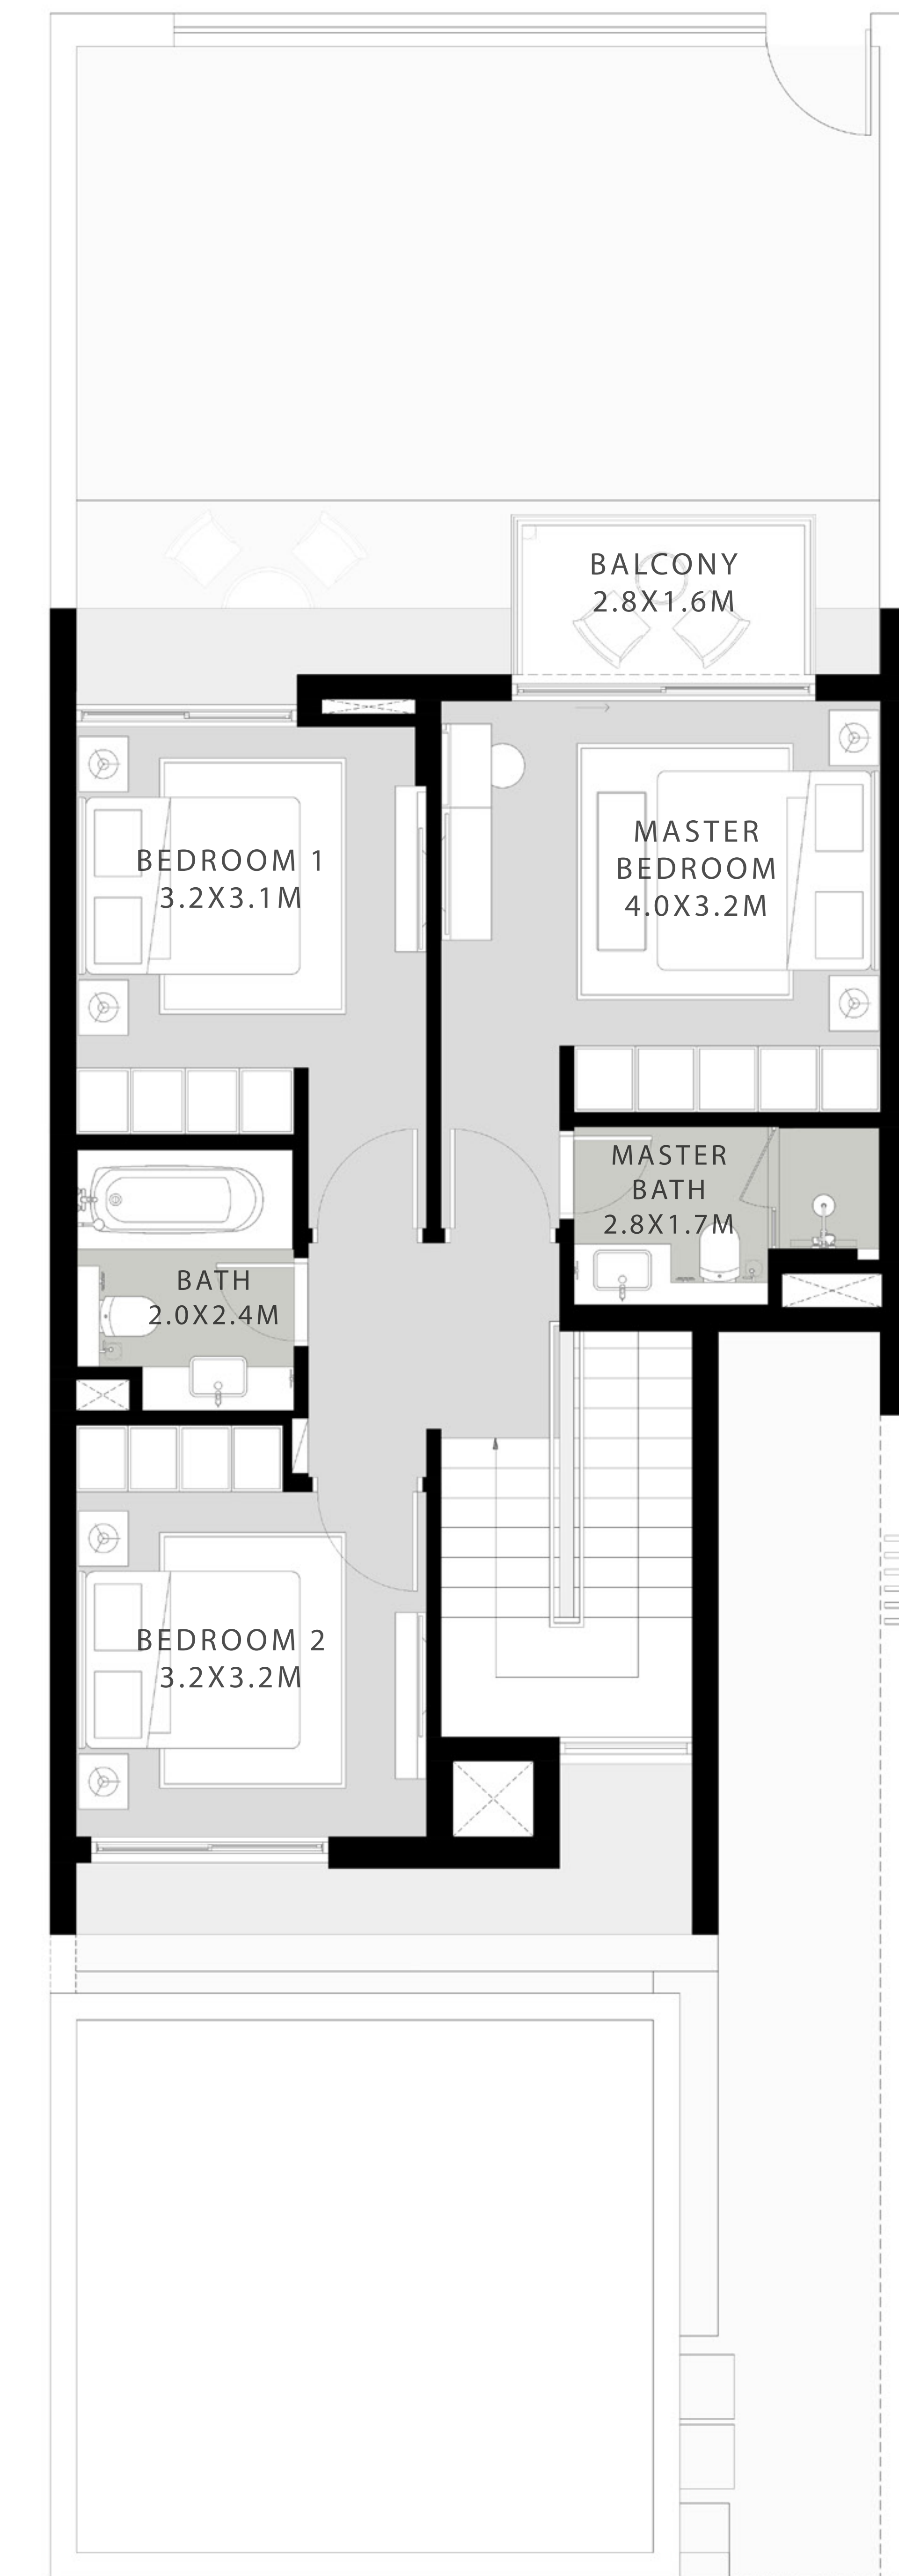 BALCONY
2.8X1.6M
BEDROOM 1
3.2X3.1M
MASTER
BEDROOM
4.0X3.2M
MASTER
BATH
2.8X1.7M
BATH
2.0X2.4M
BEDROOM 2
3.2X3.2M